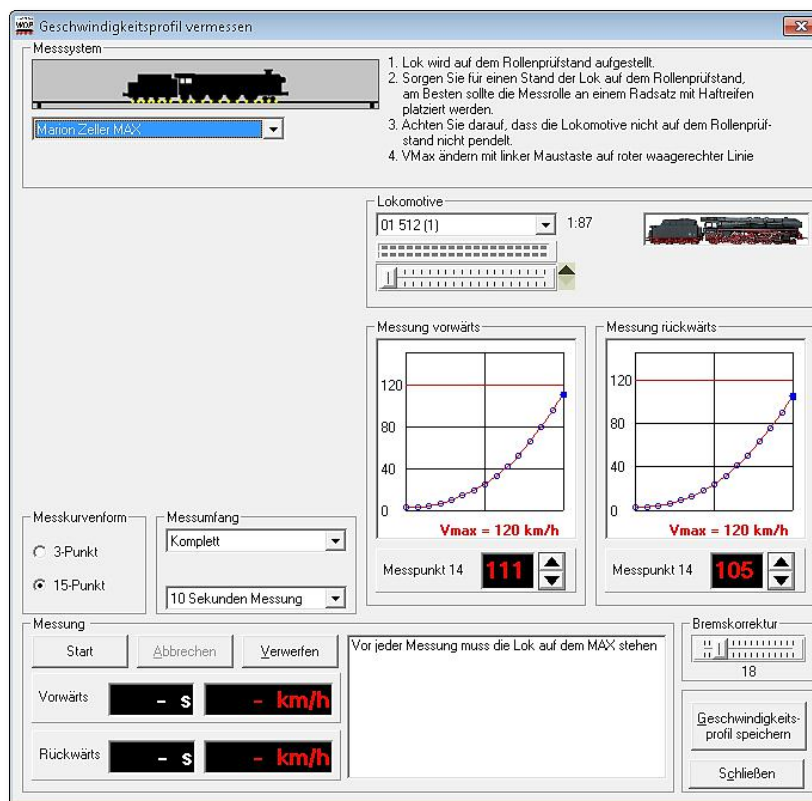 WDP
Geschwindigkeitsprofil vermessen
Messsystem
Marion Zeller MAX
1. Lok wird auf dem Rollenprüfstand aufgestellt.
2. Sorgen Sie für einen Stand der Lok auf dem Rollenprüfstand,
am Besten sollte die Messrolle an einem Radsatz mit Haftreifen
platziert werden.
3. Achten Sie darauf, dass die Lokomotive nicht auf dem Rollenprüf-
stand nicht pendelt.
4. VMax ändern mit linker Maustaste auf roter waagerechter Linie
Lokomotive
01 512 (1)
1:87
Messung vorwärts
120
80
40
0
Vmax = 120 km/h
Messpunkt 14
111
Messung rückwärts
120
80
40
0
Vmax = 120 km/h
Messpunkt 14
105
Messkurvenform
3-Punkt
15-Punkt
Messumfang
Komplett
10 Sekunden Messung
Messung
Start
Abbrechen
Verwerfen
Vorwärts
- s
- km/h
Rückwärts
- s
- km/h
Vor jeder Messung muss die Lok auf dem MAX stehen
Bremskorrektur
18
Geschwindigkeits-
profil speichern
Schließen